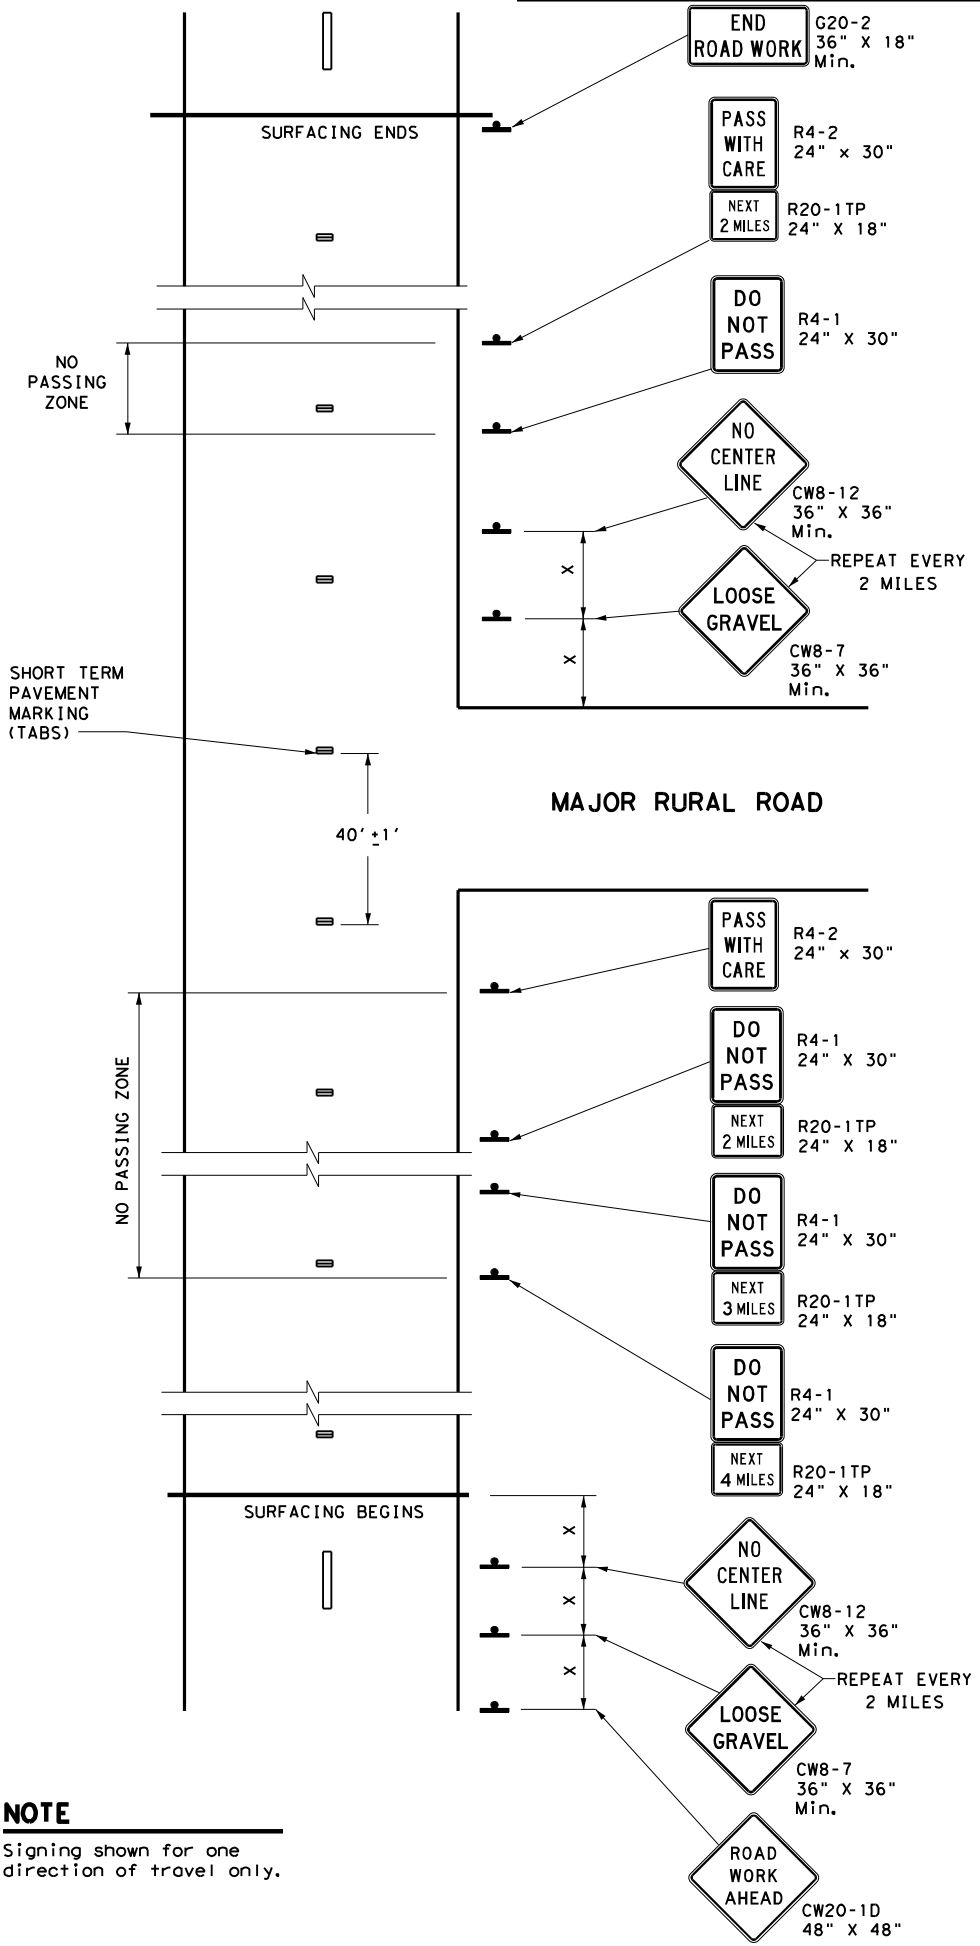 END
ROAD WORK
G20-2
36" X 18"
Min.
SURFACING ENDS
PASS
WITH
CARE
R4-2
24" x 30"
NEXT
2 MILES
R20-1TP
24" X 18"
DO
NOT
PASS
R4-1
24" X 30"
NO
PASSING
ZONE
NO
CENTER
LINE
CW8-12
36" X 36"
Min.
X
REPEAT EVERY
2 MILES
LOOSE
GRAVEL
CW8-7
36" X 36"
Min.
X
SHORT TERM
PAVEMENT
MARKING
(TABS)
MAJOR RURAL ROAD
40' ±1'
PASS
WITH
CARE
R4-2
24" x 30"
DO
NOT
PASS
R4-1
24" X 30"
NEXT
2 MILES
R20-1TP
24" X 18"
NO PASSING ZONE
DO
NOT
PASS
R4-1
24" X 30"
NEXT
3 MILES
R20-1TP
24" X 18"
DO
NOT
PASS
R4-1
24" X 30"
NEXT
4 MILES
R20-1TP
24" X 18"
SURFACING BEGINS
X
NO
CENTER
LINE
CW8-12
36" X 36"
Min.
X
REPEAT EVERY
2 MILES
X
LOOSE
GRAVEL
CW8-7
36" X 36"
Min.
ROAD
WORK
AHEAD
CW20-1D
48" X 48"
NOTE
Signing shown for one
direction of travel only.